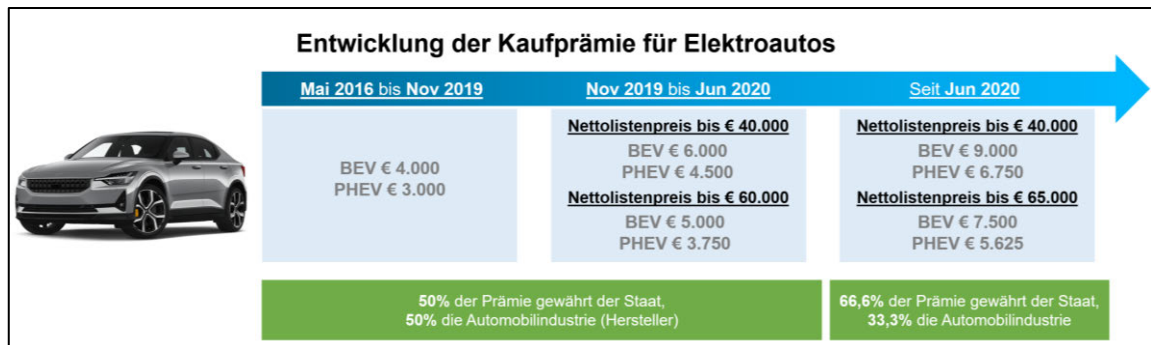 Entwicklung der Kaufprämie für Elektroautos
Mai 2016 bis Nov 2019
Nov 2019 bis Jun 2020
Seit Jun 2020
BEV € 4.000
PHEV € 3.000
Nettolistenpreis bis € 40.000
BEV € 6.000
PHEV € 4.500
Nettolistenpreis bis € 60.000
BEV € 5.000
PHEV € 3.750
Nettolistenpreis bis € 40.000
BEV € 9.000
PHEV € 6.750
Nettolistenpreis bis € 65.000
BEV € 7.500
PHEV € 5.625
50% der Prämie gewährt der Staat,
50% die Automobilindustrie (Hersteller)
66,6% der Prämie gewährt der Staat,
33,3% die Automobilindustrie